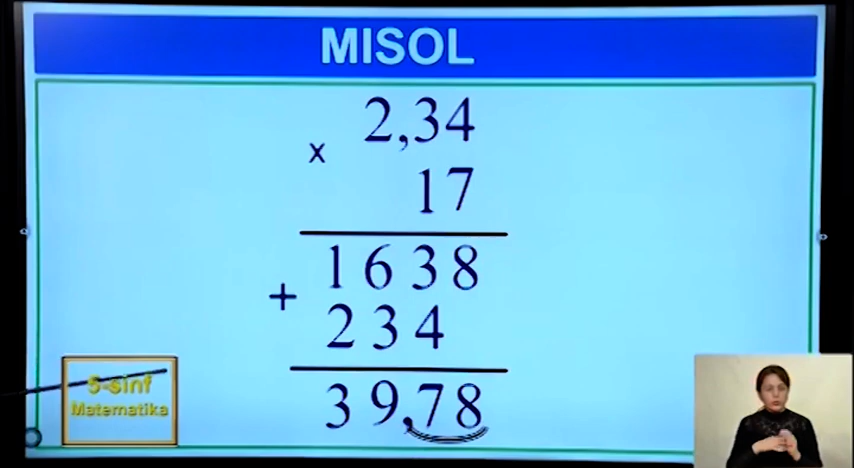 MISOL
2,34
x
17
1638
+
234
39,78
5-sinf
Matematika